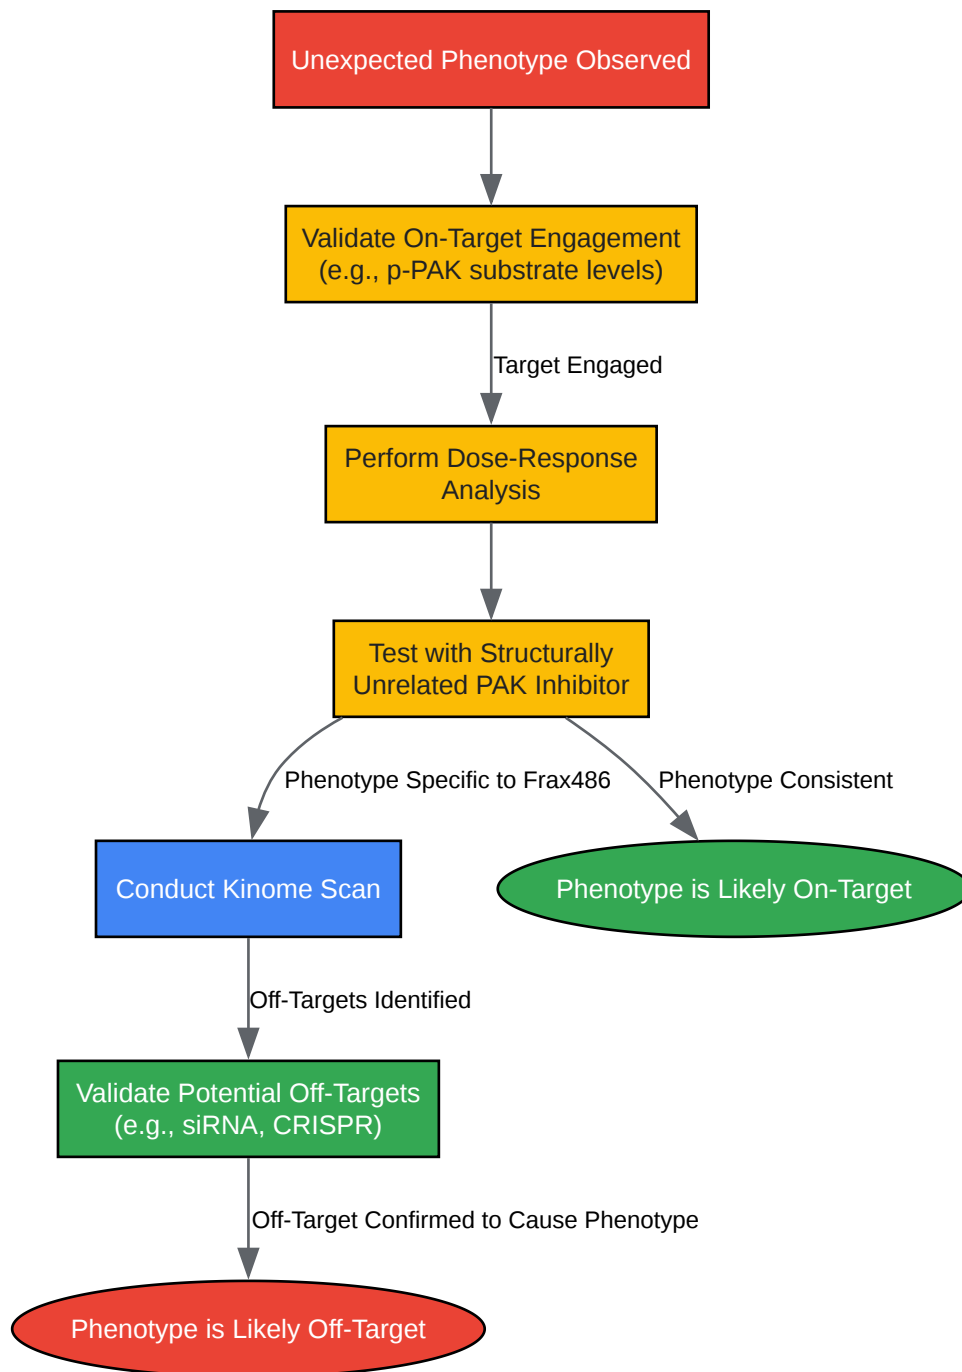 Unexpected Phenotype Observed
Validate On-Target Engagement
(e.g., p-PAK substrate levels)
Target Engaged
Perform Dose-Response
Analysis
Test with Structurally
Unrelated PAK Inhibitor
Phenotype Specific to Frax486
Phenotype Consistent
Conduct Kinome Scan
Phenotype is Likely On-Target
Off-Targets Identified
Validate Potential Off-Targets
(e.g., siRNA, CRISPR)
Off-Target Confirmed to Cause Phenotype
Phenotype is Likely Off-Target